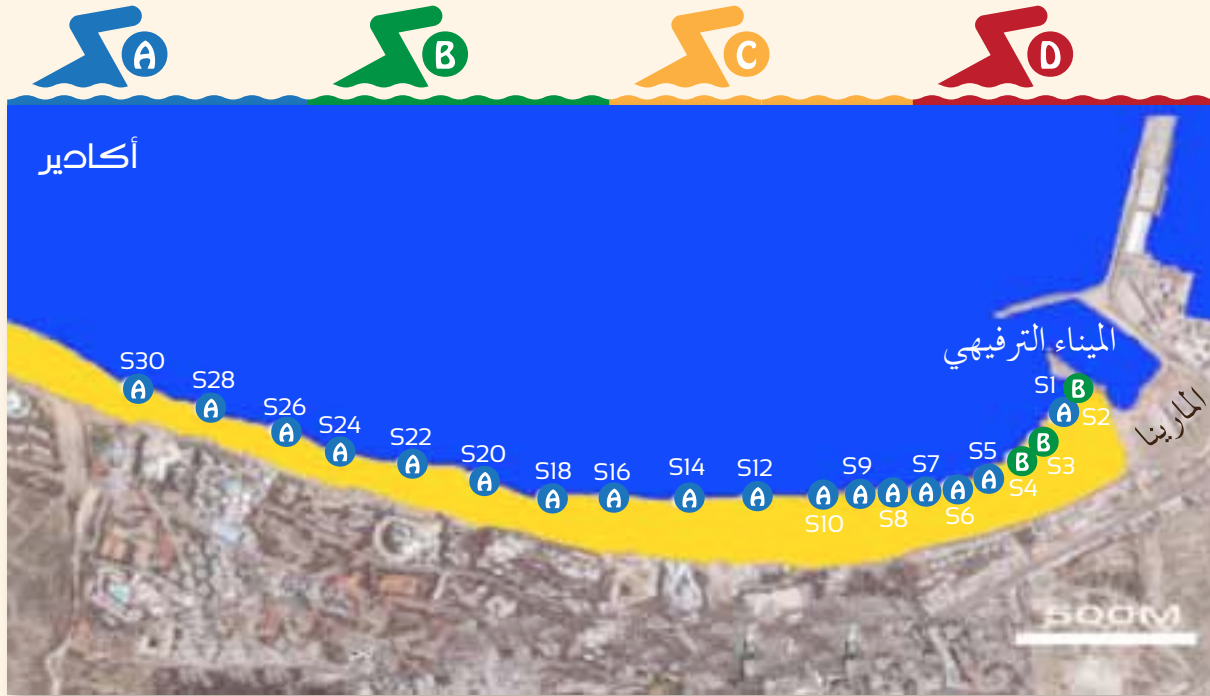 A B C D
أكادير
الميناء الترفيهي
المارينا
S30 A
S28 A
S26 A
S24 A
S22 A
S20 A
S18 A
S16 A
S14 A
S12 A
S10 A
S9 A
S8 A
S7 A
S6 A
S5 A
S4 B
S3 B
S2 A
S1 B
500M